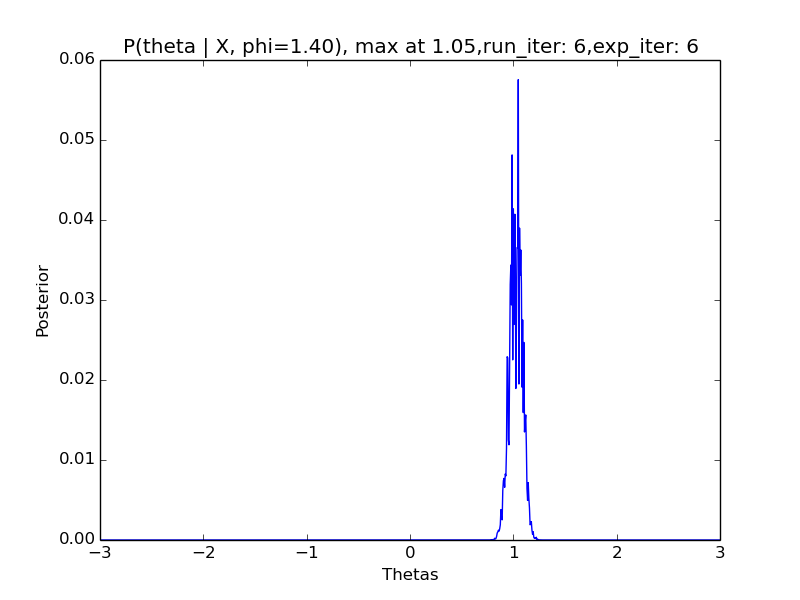 P(theta | X, phi=1.40), max at 1.05,run_iter: 6,exp_iter: 6
0.06
0.05
0.04
0.03
0.02
0.01
0.00
Posterior
−3 −2 −1 0 1 2 3
Thetas